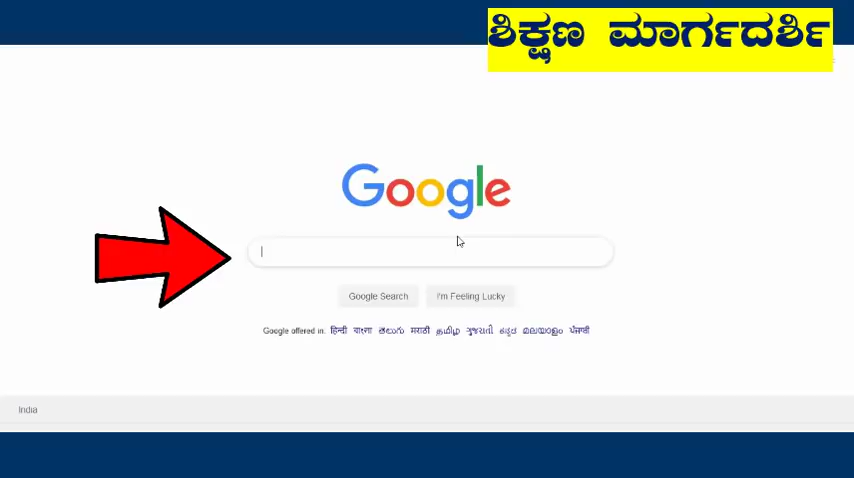 ಶಿಕ್ಷಣ ಮಾರ್ಗದರ್ಶಿ
Google
Google Search I'm Feeling Lucky
Google offered in: हिन्दी বাংলা తెలుగు मराठी தமிழ் ગુજરાતી ಕನ್ನಡ മലയാളം ਪੰਜਾਬੀ
India